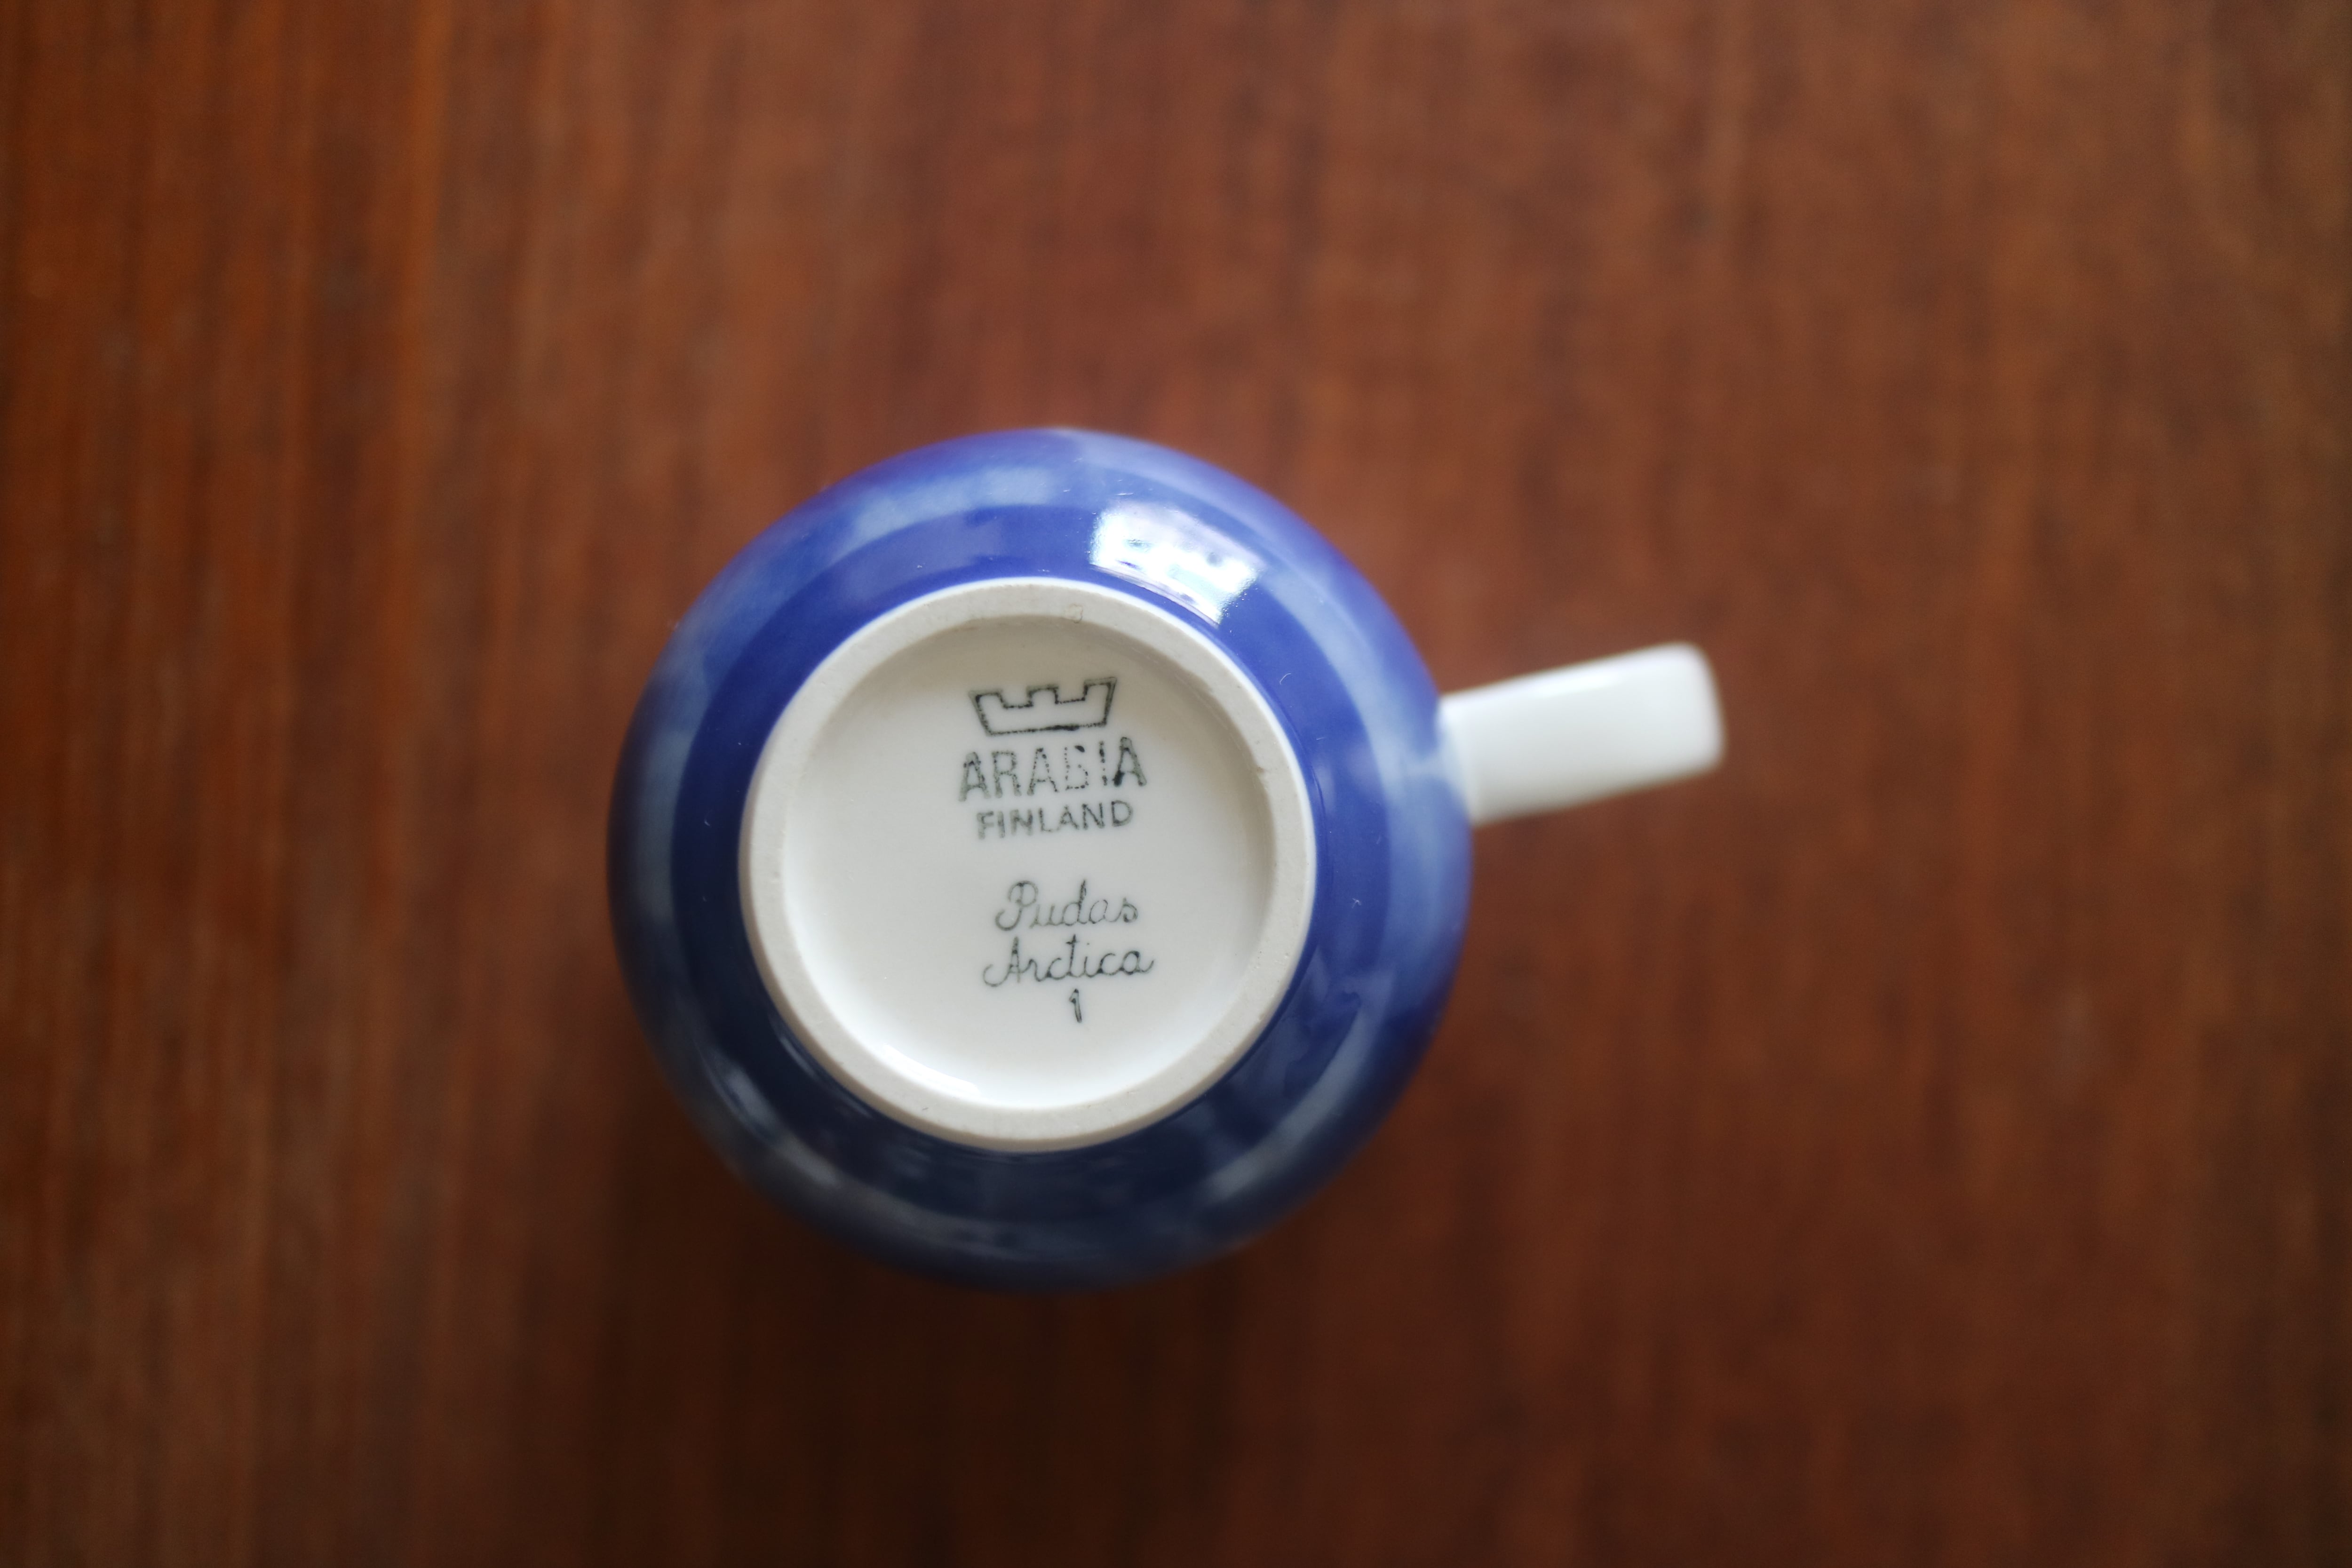 ARABIA
FINLAND
Pudas
Arctica
1